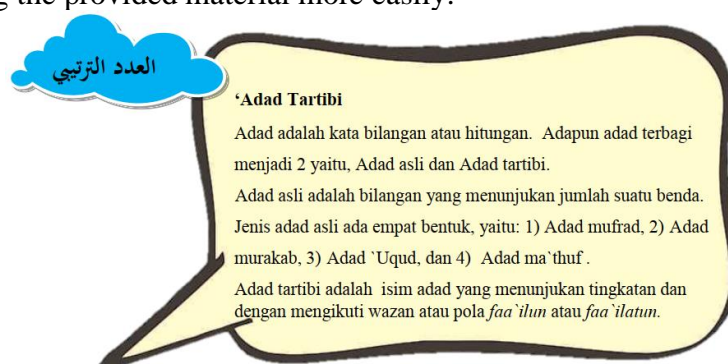 the provided material more easily.
العدد الترتيبي
‘Adad Tartibi
Adad adalah kata bilangan atau hitungan. Adapun adad terbagi
menjadi 2 yaitu, Adad asli dan Adad tartibi.
Adad asli adalah bilangan yang menunjukan jumlah suatu benda.
Jenis adad asli ada empat bentuk, yaitu: 1) Adad mufrad, 2) Adad
murakab, 3) Adad `Uqud, dan 4) Adad ma`thuf .
Adad tartibi adalah isim adad yang menunjukan tingkatan dan
dengan mengikuti wazan atau pola faa`ilun atau faa`ilatun.